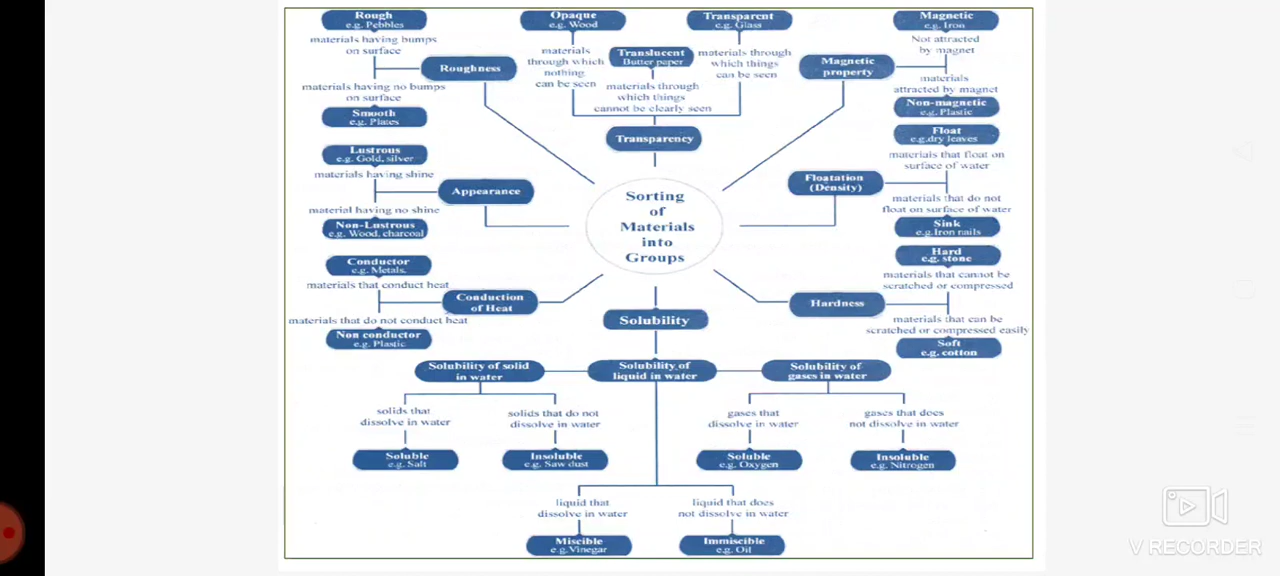 Rough
e.g. Pebbles
materials having bumps
on surface
Roughness
materials having no bumps
on surface
Smooth
e.g. Plates
Opaque
e.g. Wood
materials
through which
nothing
can be seen
Translucent
Butter paper
materials through
which things
cannot be clearly seen
Transparent
e.g. Glass
materials through
which things
can be seen
Transparency
Magnetic
e.g. Iron
Not attracted
by magnet
Magnetic
property
materials
attracted by magnet
Non-magnetic
e.g. Plastic
Lustrous
e.g. Gold, silver
materials having shine
Appearance
material having no shine
Non-Lustrous
e.g. Wood, charcoal
Sorting
of
Materials
into
Groups
Float
e.g.dry leaves
materials that float on
surface of water
Floatation
(Density)
materials that do not
float on surface of water
Sink
e.g.Iron nails
Conductor
e.g. Metals.
materials that conduct heat
Conduction
of Heat
materials that do not conduct heat
Non conductor
e.g. Plastic
Hard
e.g. stone
materials that cannot be
scratched or compressed
Hardness
materials that can be
scratched or compressed easily
Soft
e.g. cotton
Solubility
Solubility of solid
in water
Solubility of
liquid in water
Solubility of
gases in water
solids that
dissolve in water
Soluble
e.g. Salt
solids that do not
dissolve in water
Insoluble
e.g. Saw dust
gases that
dissolve in water
Soluble
e.g. Oxygen
gases that does
not dissolve in water
Insoluble
e.g. Nitrogen
liquid that
dissolve in water
Miscible
e.g.Vinegar
liquid that does
not dissolve in water
Immiscible
e.g. Oil
V RECORDER